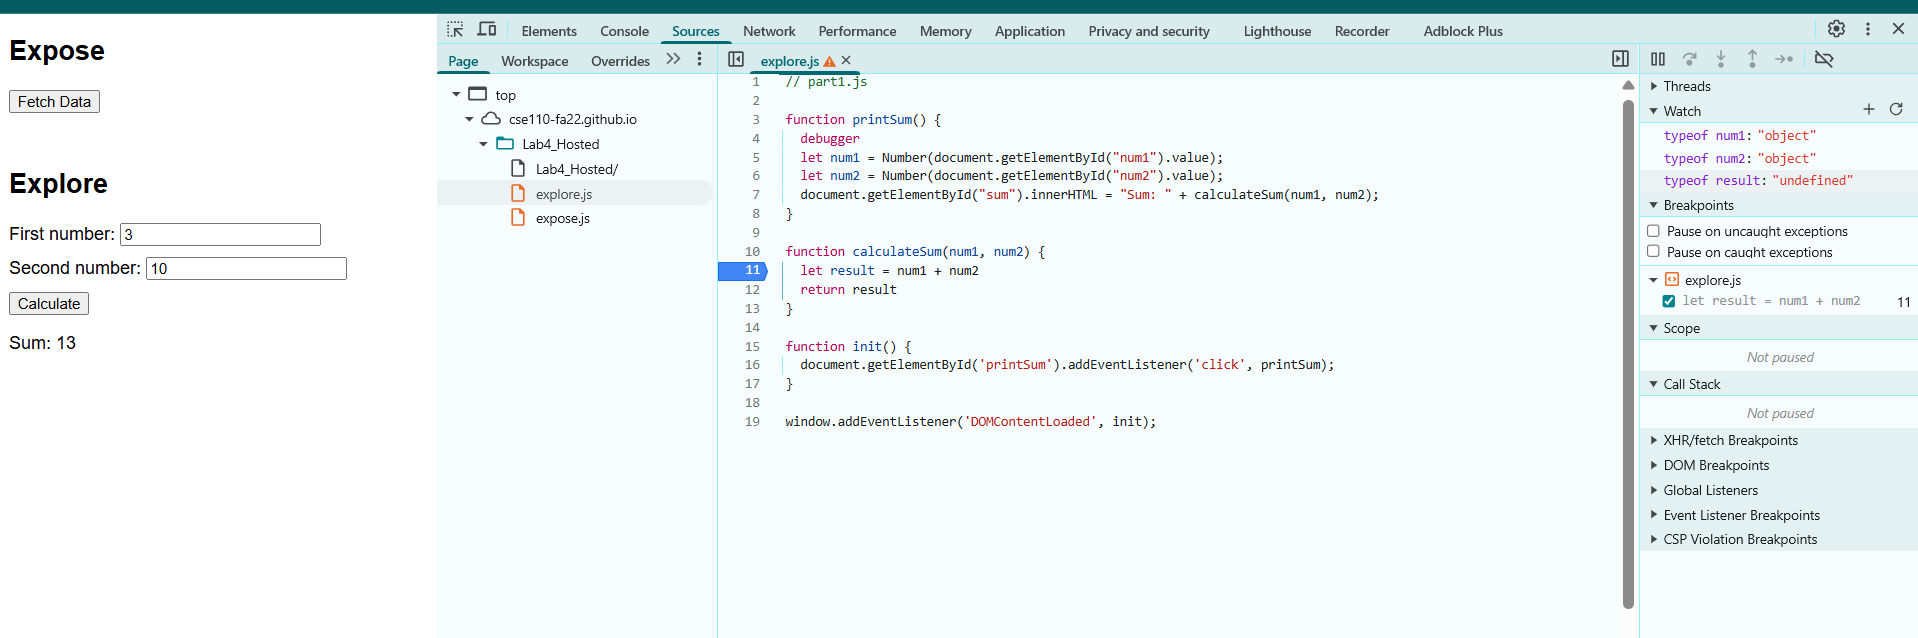 Expose
Fetch Data
Explore
First number: 3
Second number: 10
Calculate
Sum: 13
Elements Console Sources Network Performance Memory Application Privacy and security Lighthouse Recorder Adblock Plus
Page Workspace Overrides
top
cse110-fa22.github.io
Lab4_Hosted
Lab4_Hosted/
explore.js
expose.js
explore.js
1 // part1.js
2
3 function printSum() {
4 debugger
5 let num1 = Number(document.getElementById("num1").value);
6 let num2 = Number(document.getElementById("num2").value);
7 document.getElementById("sum").innerHTML = "Sum: " + calculateSum(num1, num2);
8 }
9
10 function calculateSum(num1, num2) {
11 let result = num1 + num2
12 return result
13 }
14
15 function init() {
16 document.getElementById('printSum').addEventListener('click', printSum);
17 }
18
19 window.addEventListener('DOMContentLoaded', init);
Threads
Watch
typeof num1: "object"
typeof num2: "object"
typeof result: "undefined"
Breakpoints
Pause on uncaught exceptions
Pause on caught exceptions
explore.js
let result = num1 + num2 11
Scope
Not paused
Call Stack
Not paused
XHR/fetch Breakpoints
DOM Breakpoints
Global Listeners
Event Listener Breakpoints
CSP Violation Breakpoints